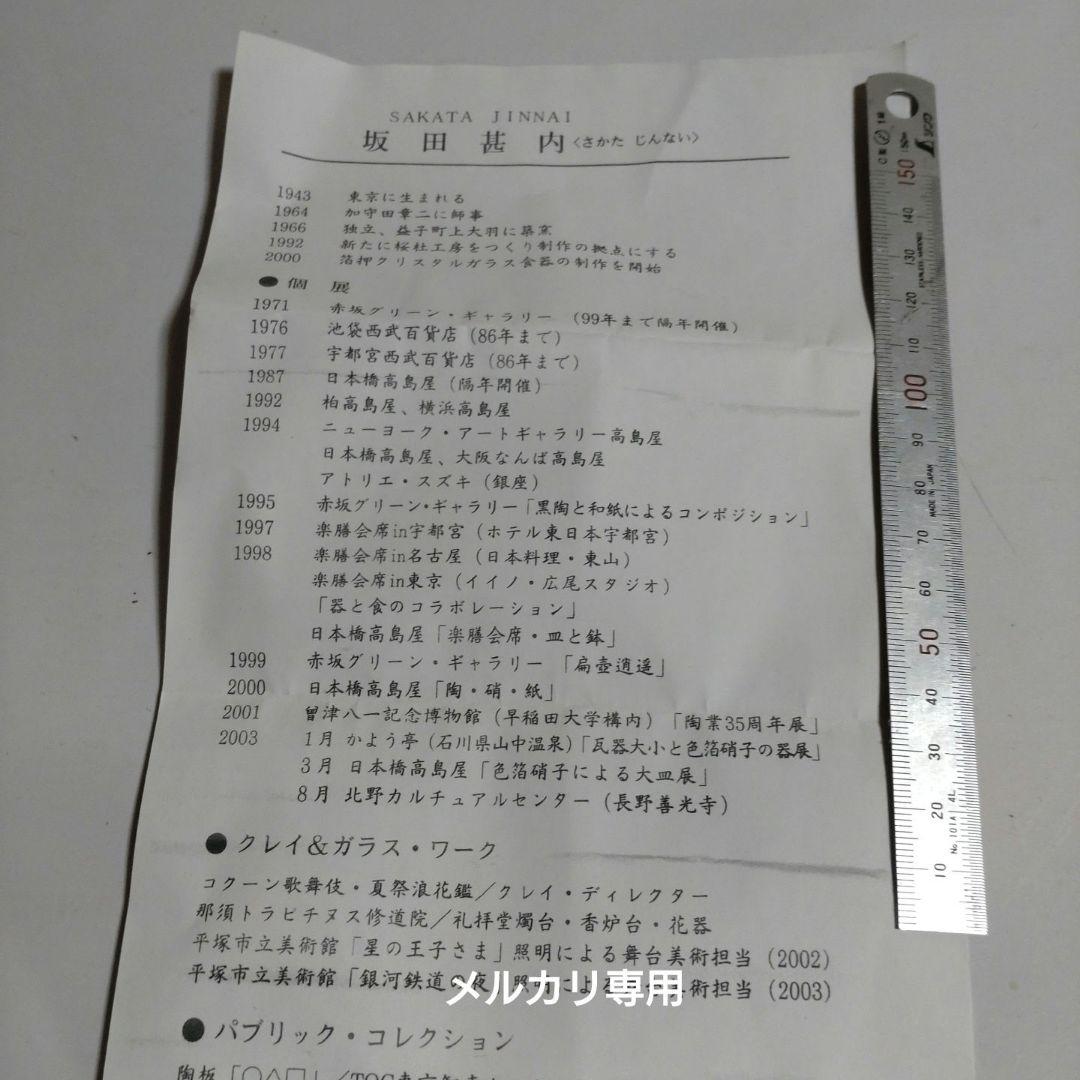 SAKATA JINNAI
坂田甚内〈さかた じんない〉
1943 東京に生まれる
1964 加守田章二に師事
1966 独立、益子町上大羽に築窯
1992 新たに桜社工房をつくり制作の拠点にする
2000 箔押クリスタルガラス食器の制作を開始
●個 展
1971 赤坂グリーン・ギャラリー (99年まで隔年開催)
1976 池袋西武百貨店 (86年まで)
1977 宇都宮西武百貨店 (86年まで)
1987 日本橋高島屋 (隔年開催)
1992 柏高島屋、横浜高島屋
1994 ニューヨーク・アートギャラリー高島屋
日本橋高島屋、大阪なんば高島屋
アトリエ・スズキ (銀座)
1995 赤坂グリーン・ギャラリー「黒陶と和紙によるコンポジション」
1997 楽膳会席in宇都宮 (ホテル東日本宇都宮)
1998 楽膳会席in名古屋 (日本料理・東山)
楽膳会席in東京 (イイノ・広尾スタジオ)
「器と食のコラボレーション」
日本橋高島屋「楽膳会席・皿と鉢」
1999 赤坂グリーン・ギャラリー 「扁壺逍遥」
2000 日本橋高島屋「陶・硝・紙」
2001 曾津八一記念博物館 (早稲田大学構内) 「陶業35周年展」
2003 1月 かよう亭 (石川県山中温泉)「瓦器大小と色箔硝子の器展」
3月 日本橋高島屋「色箔硝子による大皿展」
8月 北野カルチュアルセンター (長野善光寺)
●クレイ&ガラス・ワーク
コクーン歌舞伎・夏祭浪花鑑／クレイ・ディレクター
那須トラピチヌス修道院／礼拝堂燭台・香炉台・花器
平塚市立美術館「星の王子さま」照明による舞台美術担当 (2002)
平塚市立美術館「銀河鉄道の夜 照明による 術担当 (2003)
メルカリ専用
●パブリック・コレクション
陶板「○△□」／TOC
150 140 130 120 110 100 90 80 70 60 50 40 30 20 10
シンワ
MADE IN JAPAN
No 101A 4L